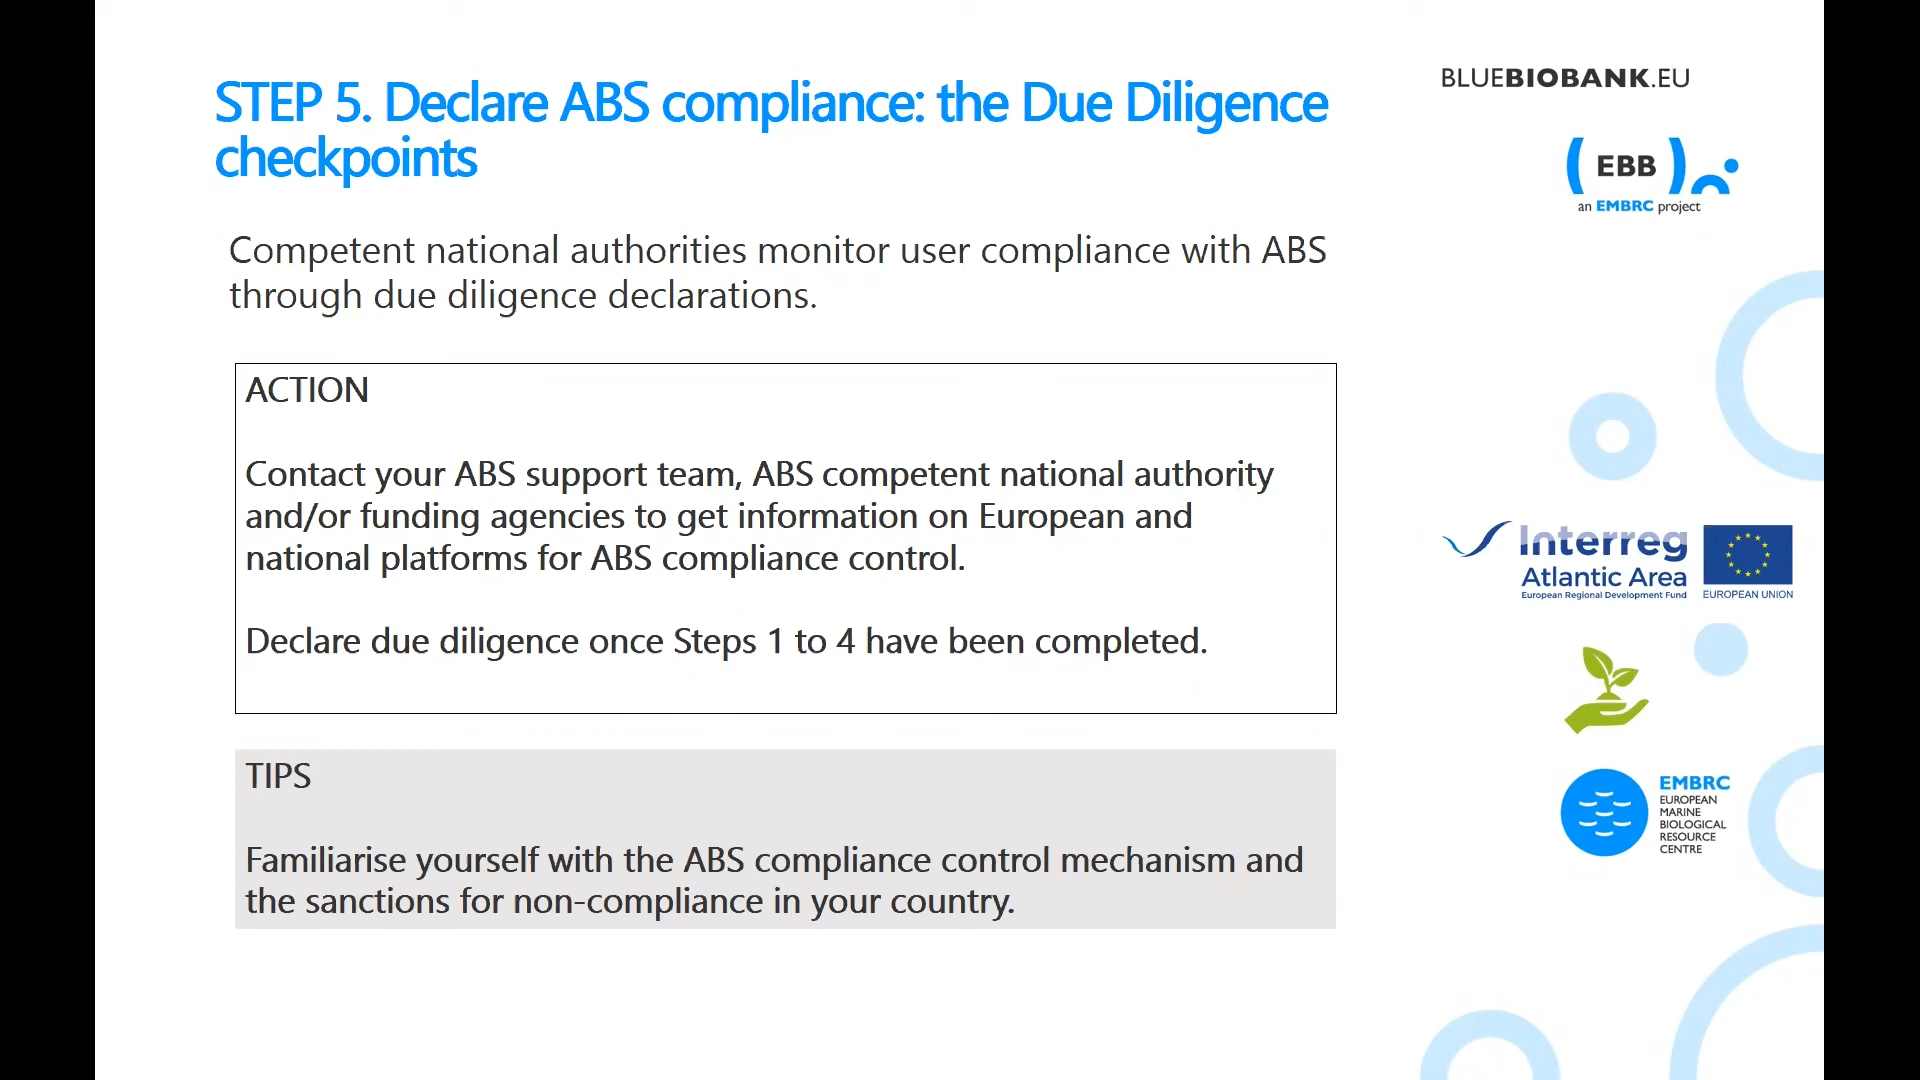 STEP 5. Declare ABS compliance: the Due Diligence
checkpoints
Competent national authorities monitor user compliance with ABS
through due diligence declarations.
ACTION
Contact your ABS support team, ABS competent national authority
and/or funding agencies to get information on European and
national platforms for ABS compliance control.
Declare due diligence once Steps 1 to 4 have been completed.
TIPS
Familiarise yourself with the ABS compliance control mechanism and
the sanctions for non-compliance in your country.
BLUEBIOBANK.EU
( EBB )
an EMBRC project
Interreg
Atlantic Area
European Regional Development Fund
EUROPEAN UNION
EMBRC
EUROPEAN
MARINE
BIOLOGICAL
RESOURCE
CENTRE